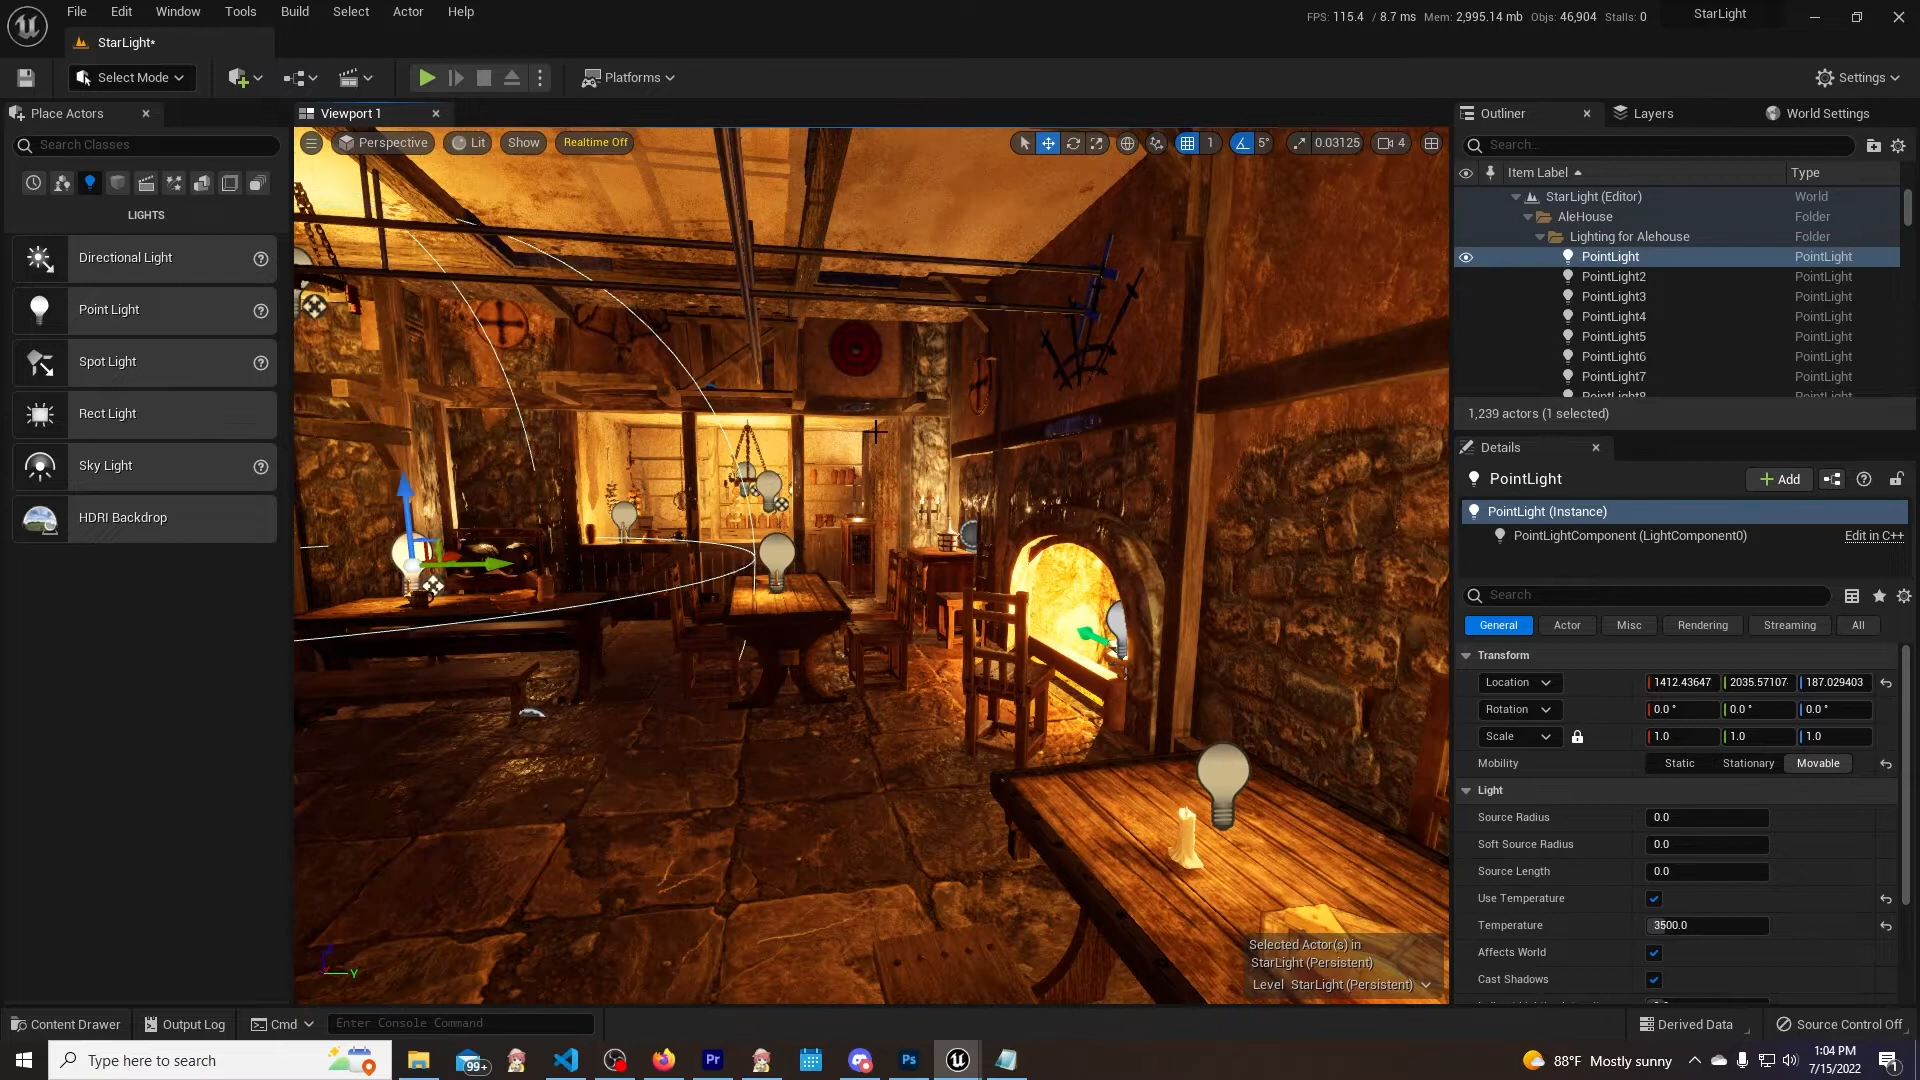 File Edit Window Tools Build Select Actor Help
FPS: 115.4 / 8.7 ms Mem: 2,995.14 mb Objs: 46,904 Stalls: 0
StarLight
StarLight*
Select Mode
Platforms
Settings
Place Actors
Search Classes
LIGHTS
Directional Light
Point Light
Spot Light
Rect Light
Sky Light
HDRI Backdrop
Viewport 1
Perspective Lit Show Realtime Off
1 5° 0.03125 4
Y
Selected Actor(s) in
StarLight (Persistent)
Level StarLight (Persistent)
Outliner Layers World Settings
Search...
Item Label Type
StarLight (Editor) World
AleHouse Folder
Lighting for Alehouse Folder
PointLight PointLight
PointLight2 PointLight
PointLight3 PointLight
PointLight4 PointLight
PointLight5 PointLight
PointLight6 PointLight
PointLight7 PointLight
PointLight8 PointLight
1,239 actors (1 selected)
Details
PointLight
Add
PointLight (Instance)
PointLightComponent (LightComponent0) Edit in C++
Search
General Actor Misc Rendering Streaming All
Transform
Location 1412.43647 2035.57107 187.029403
Rotation 0.0 ° 0.0 ° 0.0 °
Scale 1.0 1.0 1.0
Mobility Static Stationary Movable
Light
Source Radius 0.0
Soft Source Radius 0.0
Source Length 0.0
Use Temperature
Temperature 3500.0
Affects World
Cast Shadows
Content Drawer Output Log Cmd Enter Console Command
Derived Data Source Control Off
Type here to search
99+
Pr
Ps
88°F Mostly sunny
1:04 PM
7/15/2022
1